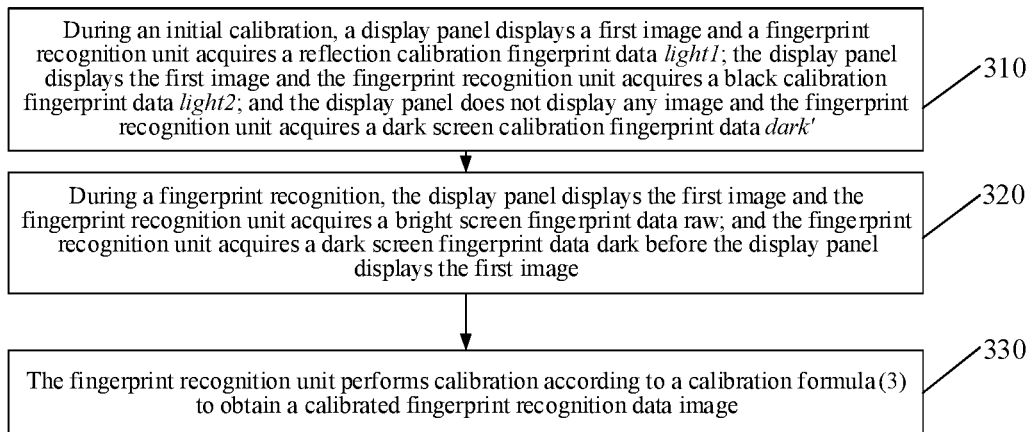 During an initial calibration, a display panel displays a first image and a fingerprint
recognition unit acquires a reflection calibration fingerprint data light1; the display panel
displays the first image and the fingerprint recognition unit acquires a black calibration
fingerprint data light2; and the display panel does not display any image and the fingerprint
recognition unit acquires a dark screen calibration fingerprint data dark'
310
During a fingerprint recognition, the display panel displays the first image and the
fingerprint recognition unit acquires a bright screen fingerprint data raw; and the fingerprint
recognition unit acquires a dark screen fingerprint data dark before the display panel
displays the first image
320
The fingerprint recognition unit performs calibration according to a calibration formula (3)
to obtain a calibrated fingerprint recognition data image
330